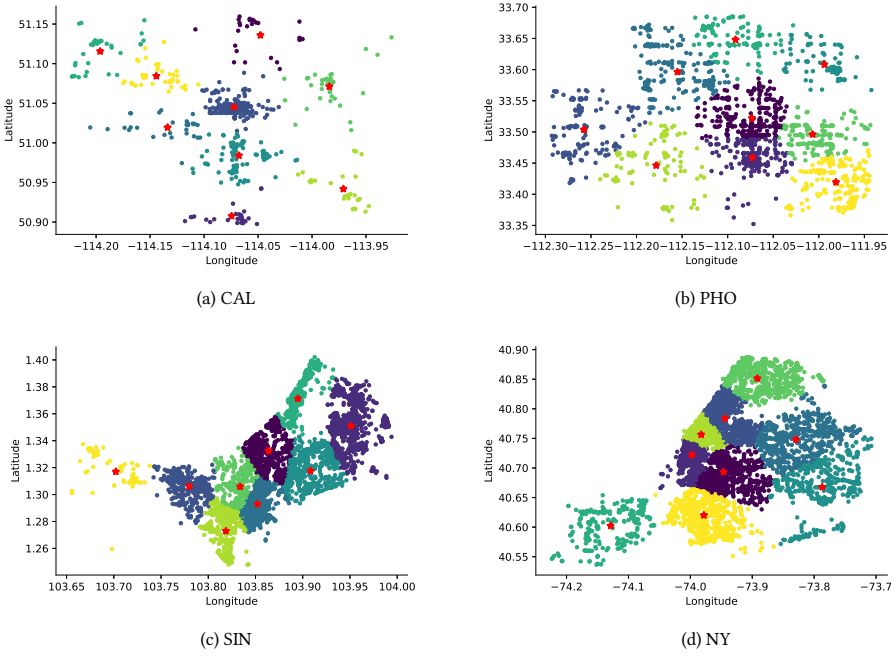 51.15
51.10
51.05
51.00
50.95
50.90
Latitude
−114.20 −114.15 −114.10 −114.05 −114.00 −113.95
Longitude
(a) CAL
33.70
33.65
33.60
33.55
33.50
33.45
33.40
33.35
Latitude
−112.30 −112.25 −112.20 −112.15 −112.10 −112.05 −112.00 −111.95
Longitude
(b) PHO
1.40
1.38
1.36
1.34
1.32
1.30
1.28
1.26
Latitude
103.65 103.70 103.75 103.80 103.85 103.90 103.95 104.00
Longitude
(c) SIN
40.90
40.85
40.80
40.75
40.70
40.65
40.60
40.55
Latitude
−74.2 −74.1 −74.0 −73.9 −73.8 −73.7
Longitude
(d) NY